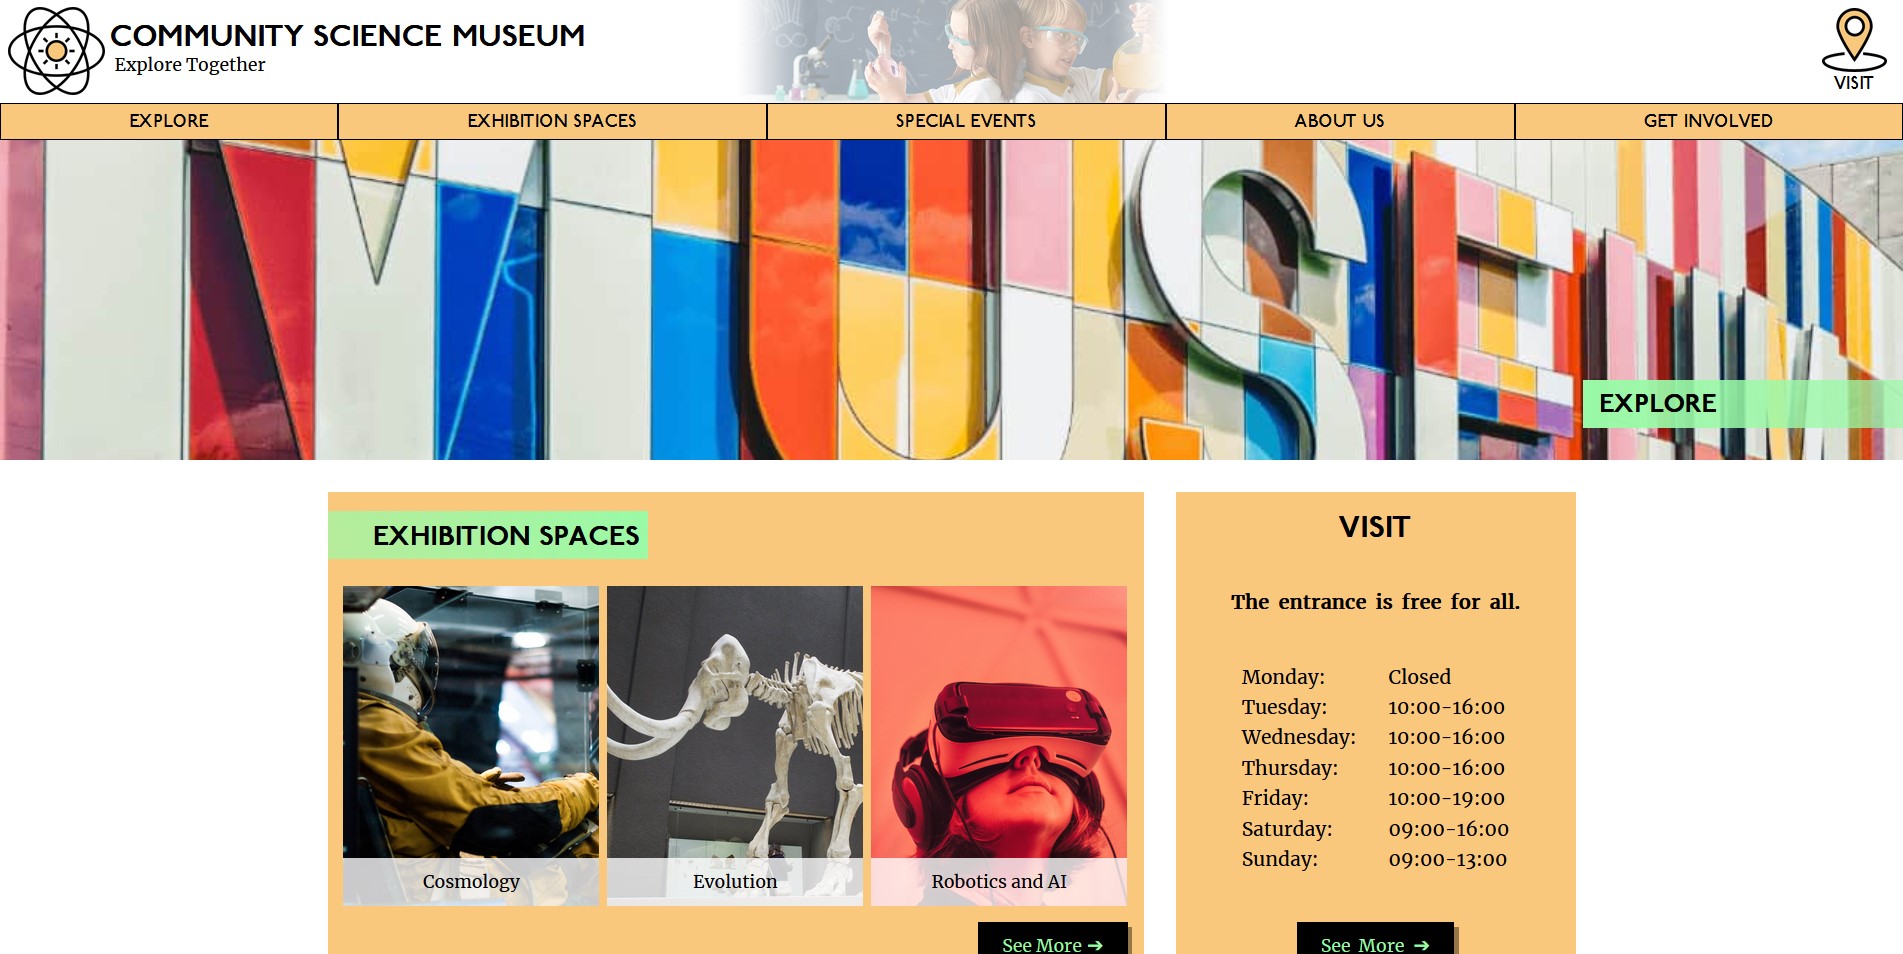 COMMUNITY SCIENCE MUSEUM
Explore Together
VISIT
EXPLORE
EXHIBITION SPACES
SPECIAL EVENTS
ABOUT US
GET INVOLVED
MUSEUM
EXPLORE
EXHIBITION SPACES
Cosmology
Evolution
Robotics and AI
See More ➔
VISIT
The entrance is free for all.
Monday: Closed
Tuesday: 10:00-16:00
Wednesday: 10:00-16:00
Thursday: 10:00-16:00
Friday: 10:00-19:00
Saturday: 09:00-16:00
Sunday: 09:00-13:00
See More ➔